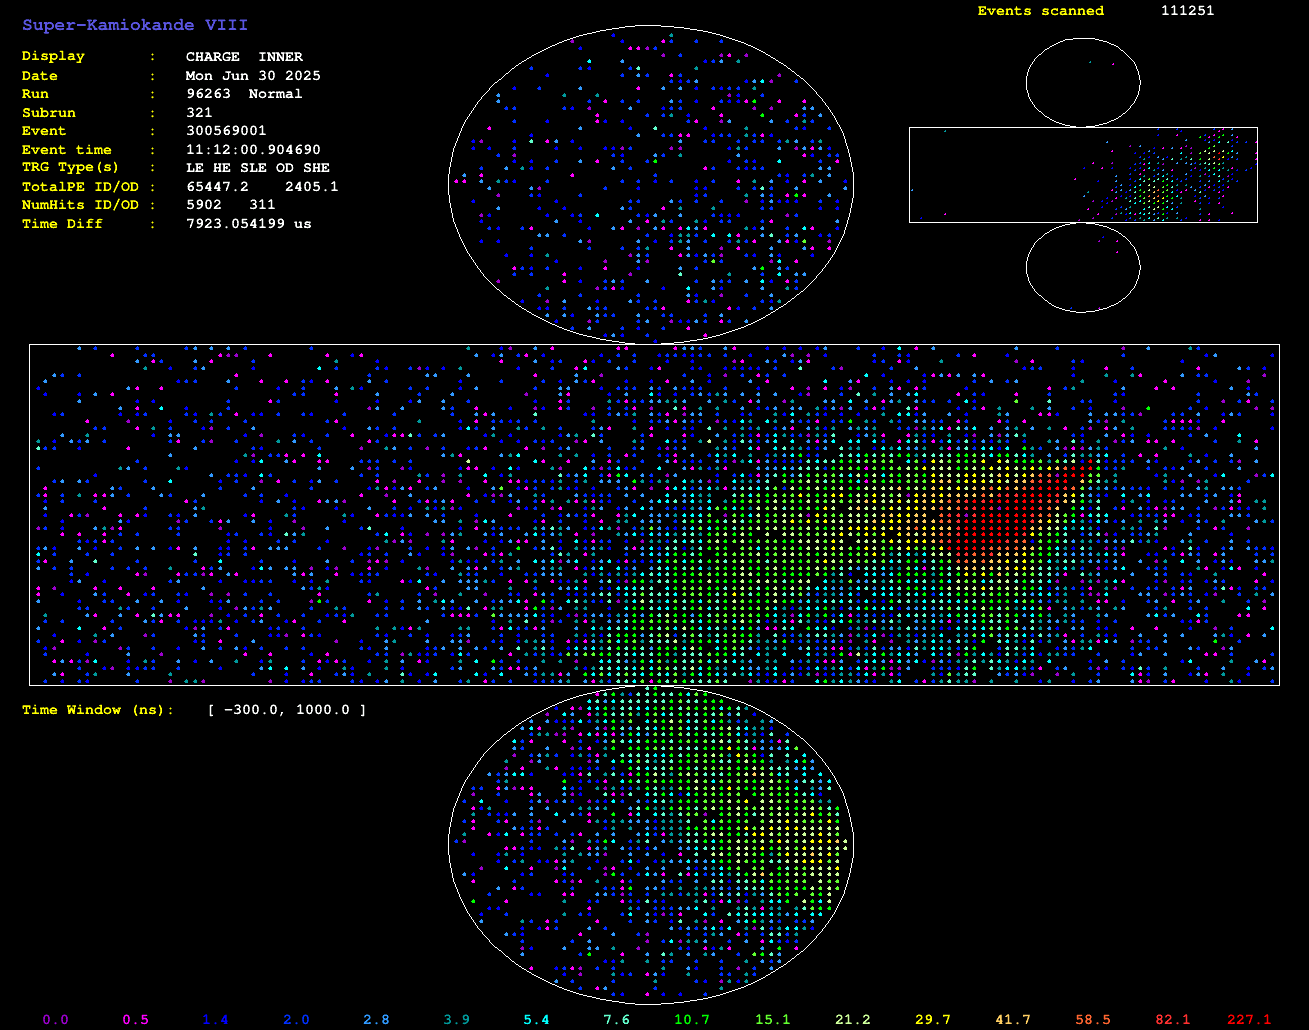 Super-Kamiokande VIII
Events scanned 111251
Display : CHARGE INNER
Date : Mon Jun 30 2025
Run : 96263 Normal
Subrun : 321
Event : 300569001
Event time : 11:12:00.904690
TRG Type(s) : LE HE SLE OD SHE
TotalPE ID/OD : 65447.2 2405.1
NumHits ID/OD : 5902 311
Time Diff : 7923.054199 us
Time Window (ns): [ -300.0, 1000.0 ]
0.0 0.5 1.4 2.0 2.8 3.9 5.4 7.6 10.7 15.1 21.2 29.7 41.7 58.5 82.1 227.1